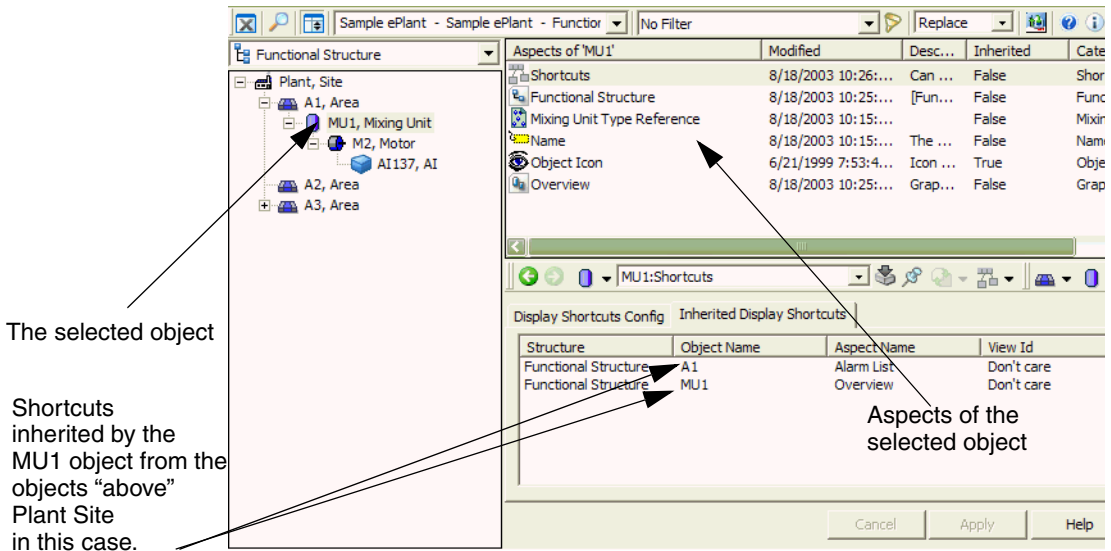 Sample ePlant - Sample ePlant - Function
No Filter
Replace
Functional Structure
Plant, Site
A1, Area
MU1, Mixing Unit
M2, Motor
AI137, AI
A2, Area
A3, Area
Aspects of 'MU1' Modified Desc... Inherited Cate
Shortcuts 8/18/2003 10:26:... Can ... False Shor
Functional Structure 8/18/2003 10:25:... [Fun... False Func
Mixing Unit Type Reference 8/18/2003 10:15:... False Mixin
Name 8/18/2003 10:15:... The ... False Name
Object Icon 6/21/1999 7:53:4... Icon ... True Obje
Overview 8/18/2003 10:25:... Grap... False Grap
MU1:Shortcuts
Display Shortcuts Config Inherited Display Shortcuts
Structure Object Name Aspect Name View Id
Functional Structure A1 Alarm List Don't care
Functional Structure MU1 Overview Don't care
Cancel Apply Help
The selected object
Shortcuts
inherited by the
MU1 object from the
objects “above”
Plant Site
in this case.
Aspects of the
selected object